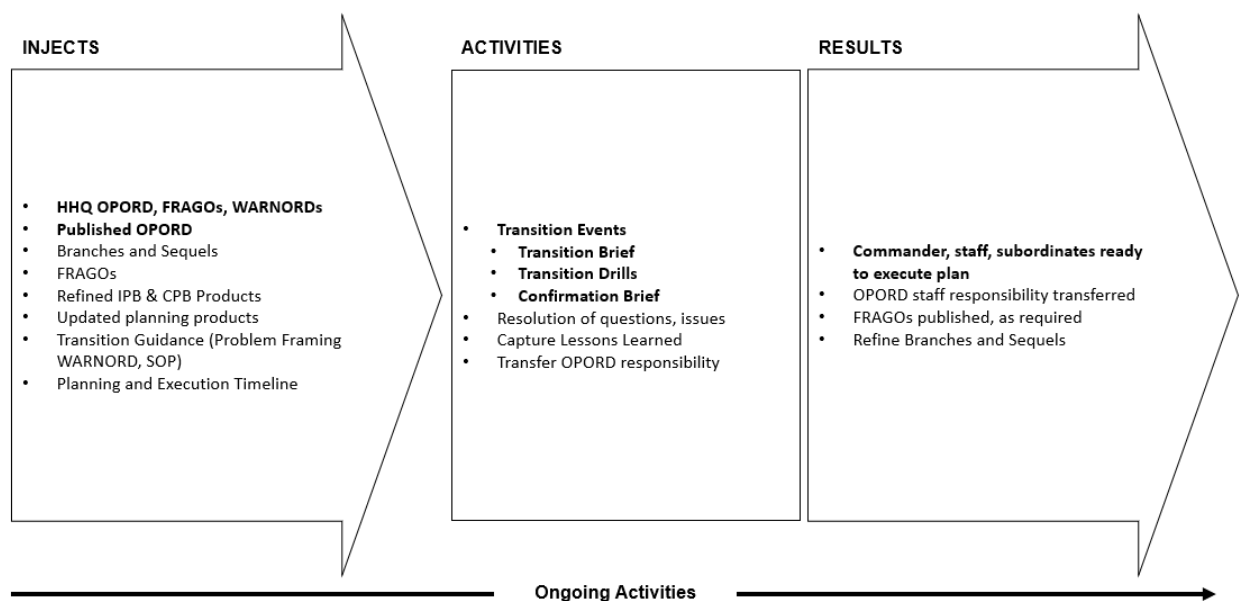 INJECTS
• HHQ OPORD, FRAGOs, WARNORDs
• Published OPORD
• Branches and Sequels
• FRAGOs
• Refined IPB & CPB Products
• Updated planning products
• Transition Guidance (Problem Framing
WARNORD, SOP)
• Planning and Execution Timeline
ACTIVITIES
• Transition Events
• Transition Brief
• Transition Drills
• Confirmation Brief
• Resolution of questions, issues
• Capture Lessons Learned
• Transfer OPORD responsibility
RESULTS
• Commander, staff, subordinates ready
to execute plan
• OPORD staff responsibility transferred
• FRAGOs published, as required
• Refine Branches and Sequels
Ongoing Activities